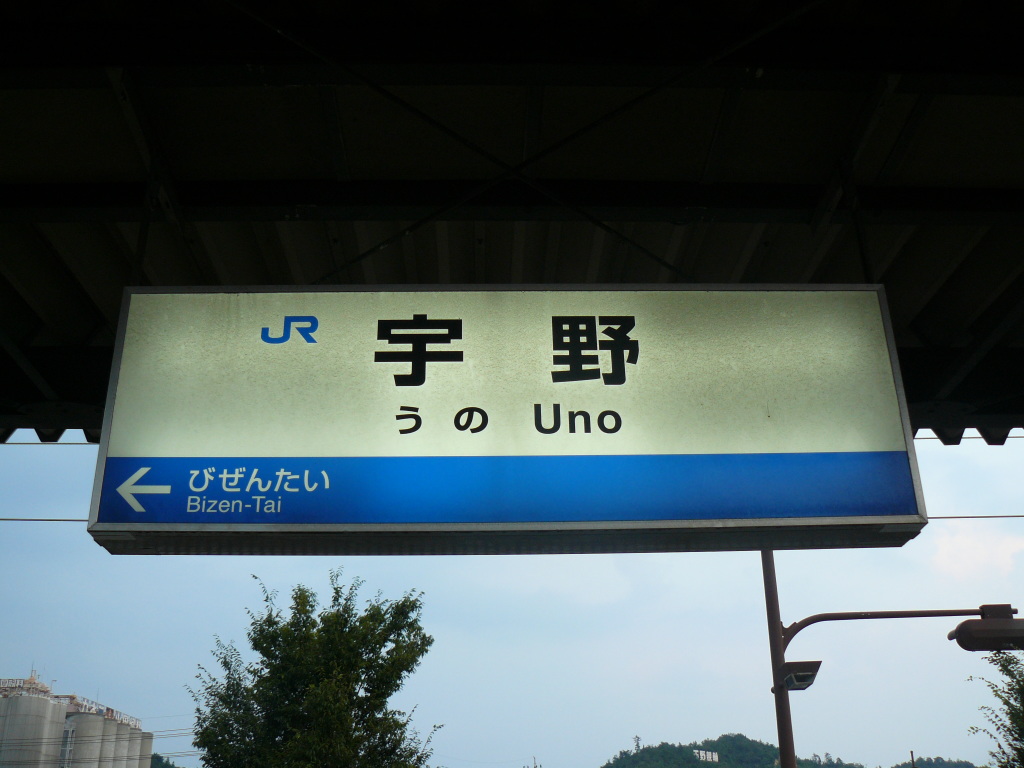 JR 宇野
うの Uno
← びぜんたい
Bizen-Tai